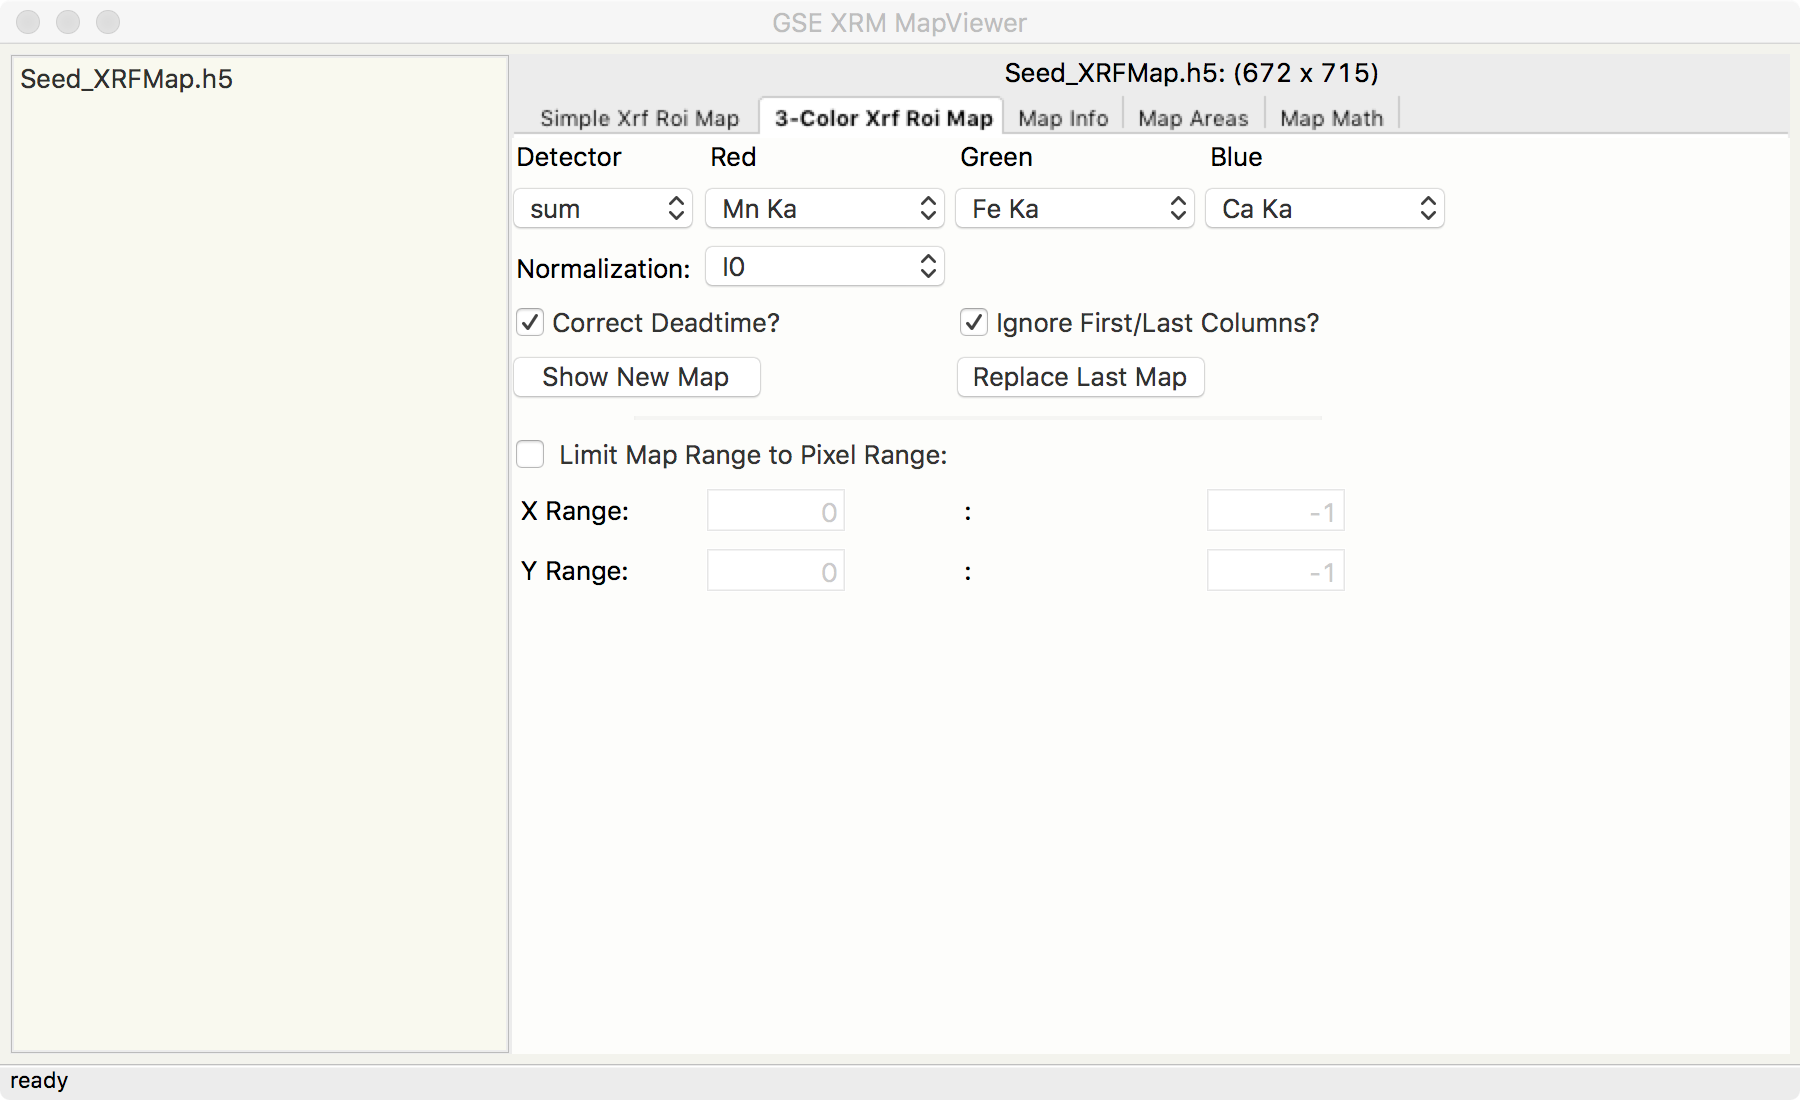 GSE XRM MapViewer
Seed_XRFMap.h5
Seed_XRFMap.h5: (672 x 715)
Simple Xrf Roi Map 3-Color Xrf Roi Map Map Info Map Areas Map Math
Detector Red Green Blue
sum Mn Ka Fe Ka Ca Ka
Normalization: I0
Correct Deadtime? Ignore First/Last Columns?
Show New Map Replace Last Map
Limit Map Range to Pixel Range:
X Range: 0 : -1
Y Range: 0 : -1
ready